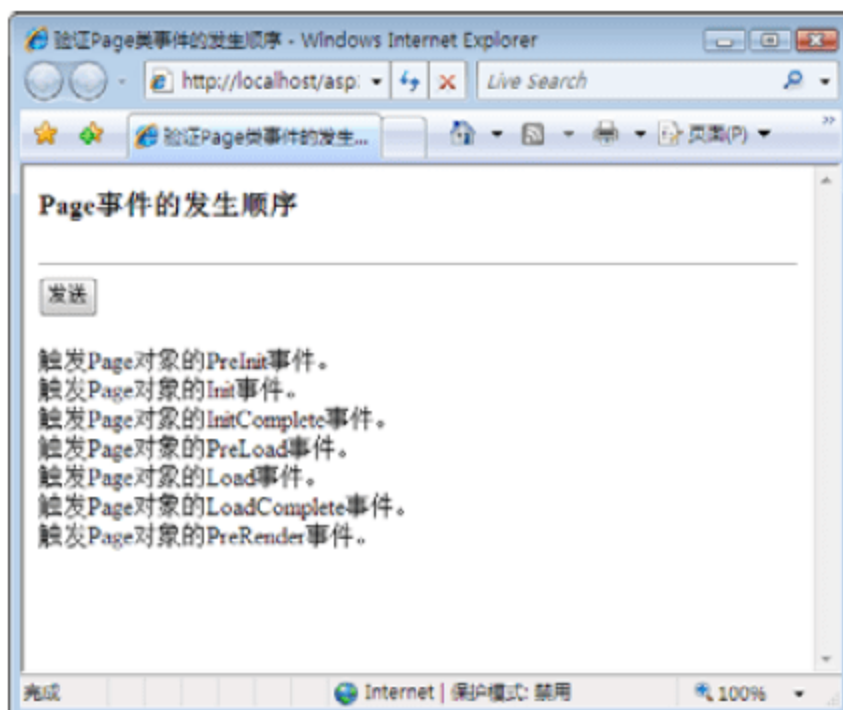 验证Page类事件的发生顺序 - Windows Internet Explorer
http://localhost/asp
Live Search
验证Page类事件的发生...
页面(P)
Page事件的发生顺序
发送
触发Page对象的PreInit事件。
触发Page对象的Init事件。
触发Page对象的InitComplete事件。
触发Page对象的PreLoad事件。
触发Page对象的Load事件。
触发Page对象的LoadComplete事件。
触发Page对象的PreRender事件。
完成
Internet | 保护模式: 禁用
100%